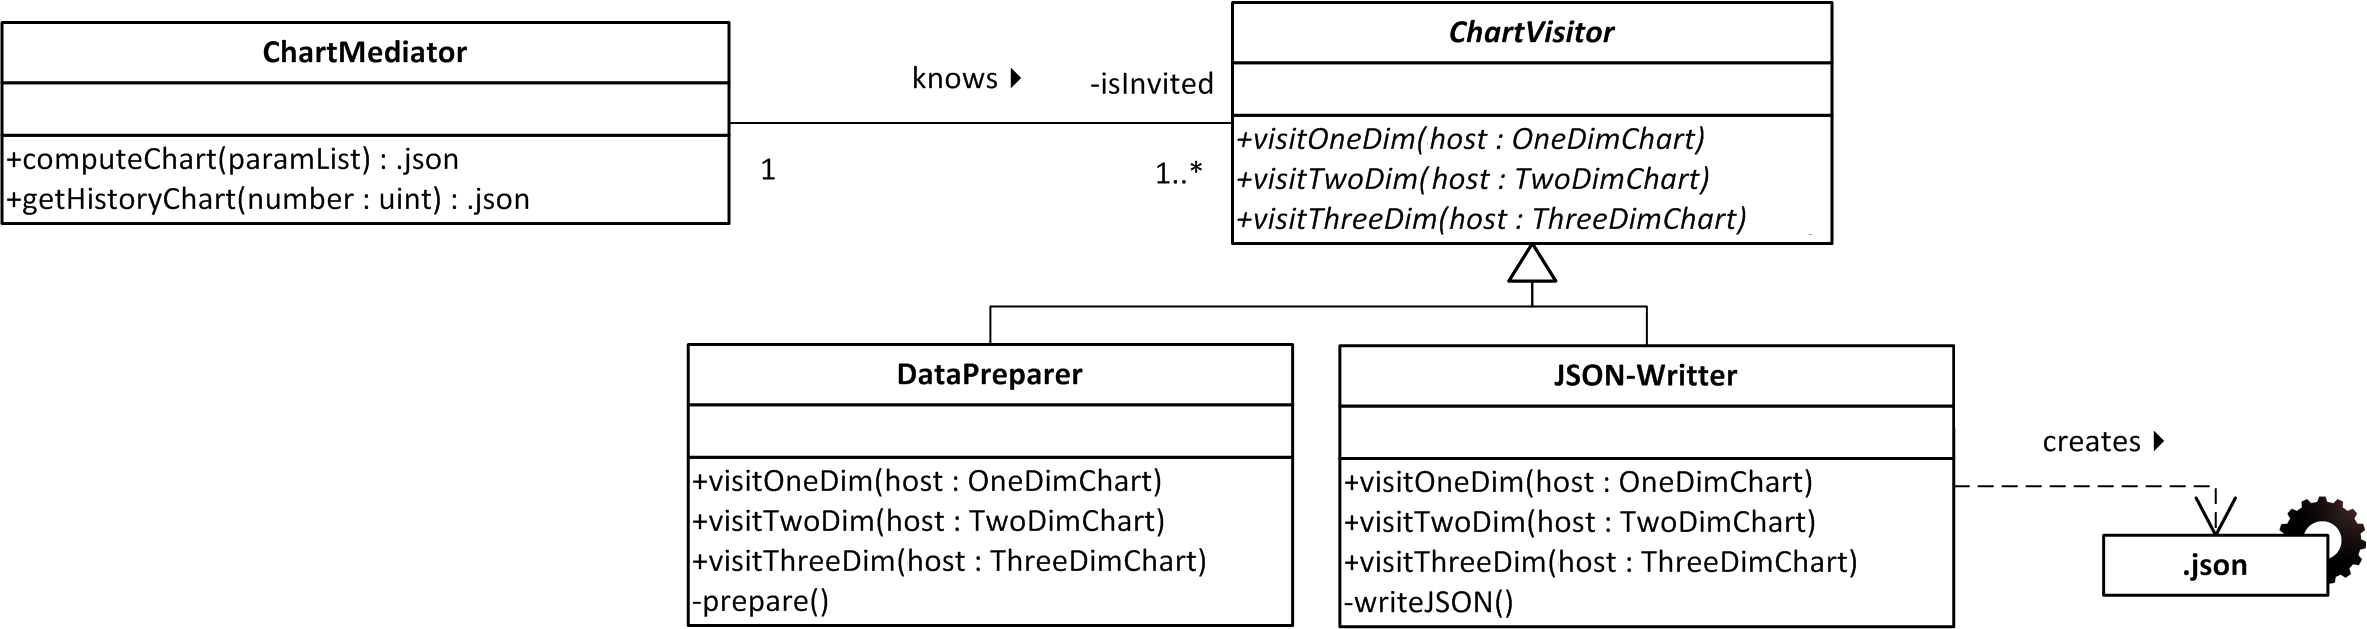 ChartMediator
+computeChart(paramList) : .json
+getHistoryChart(number : uint) : .json
knows
-isInvited
1
1..*
ChartVisitor
+visitOneDim(host : OneDimChart)
+visitTwoDim(host : TwoDimChart)
+visitThreeDim(host : ThreeDimChart)
DataPreparer
+visitOneDim(host : OneDimChart)
+visitTwoDim(host : TwoDimChart)
+visitThreeDim(host : ThreeDimChart)
-prepare()
JSON-Writter
+visitOneDim(host : OneDimChart)
+visitTwoDim(host : TwoDimChart)
+visitThreeDim(host : ThreeDimChart)
-writeJSON()
creates
.json